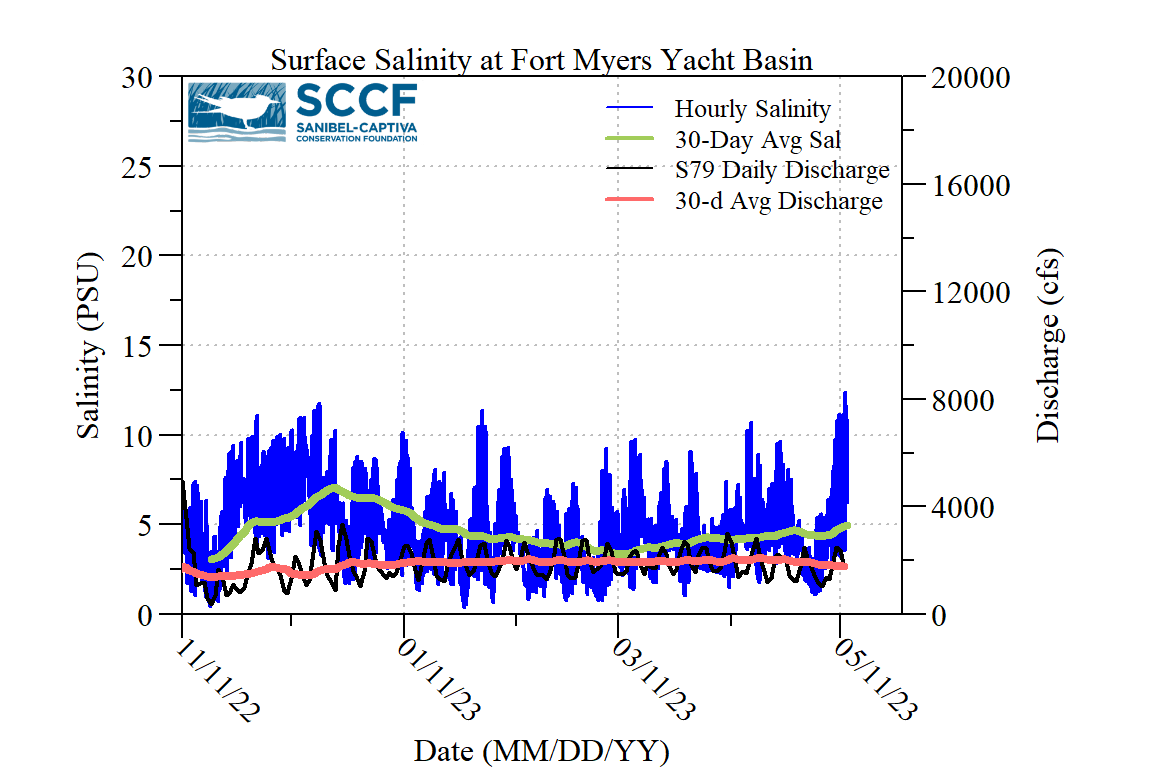 Surface Salinity at Fort Myers Yacht Basin
SCCF
SANIBEL-CAPTIVA
CONSERVATION FOUNDATION
Hourly Salinity
30-Day Avg Sal
S79 Daily Discharge
30-d Avg Discharge
Salinity (PSU)
30
25
20
15
10
5
0
Discharge (cfs)
20000
16000
12000
8000
4000
0
11/11/22
01/11/23
03/11/23
05/11/23
Date (MM/DD/YY)